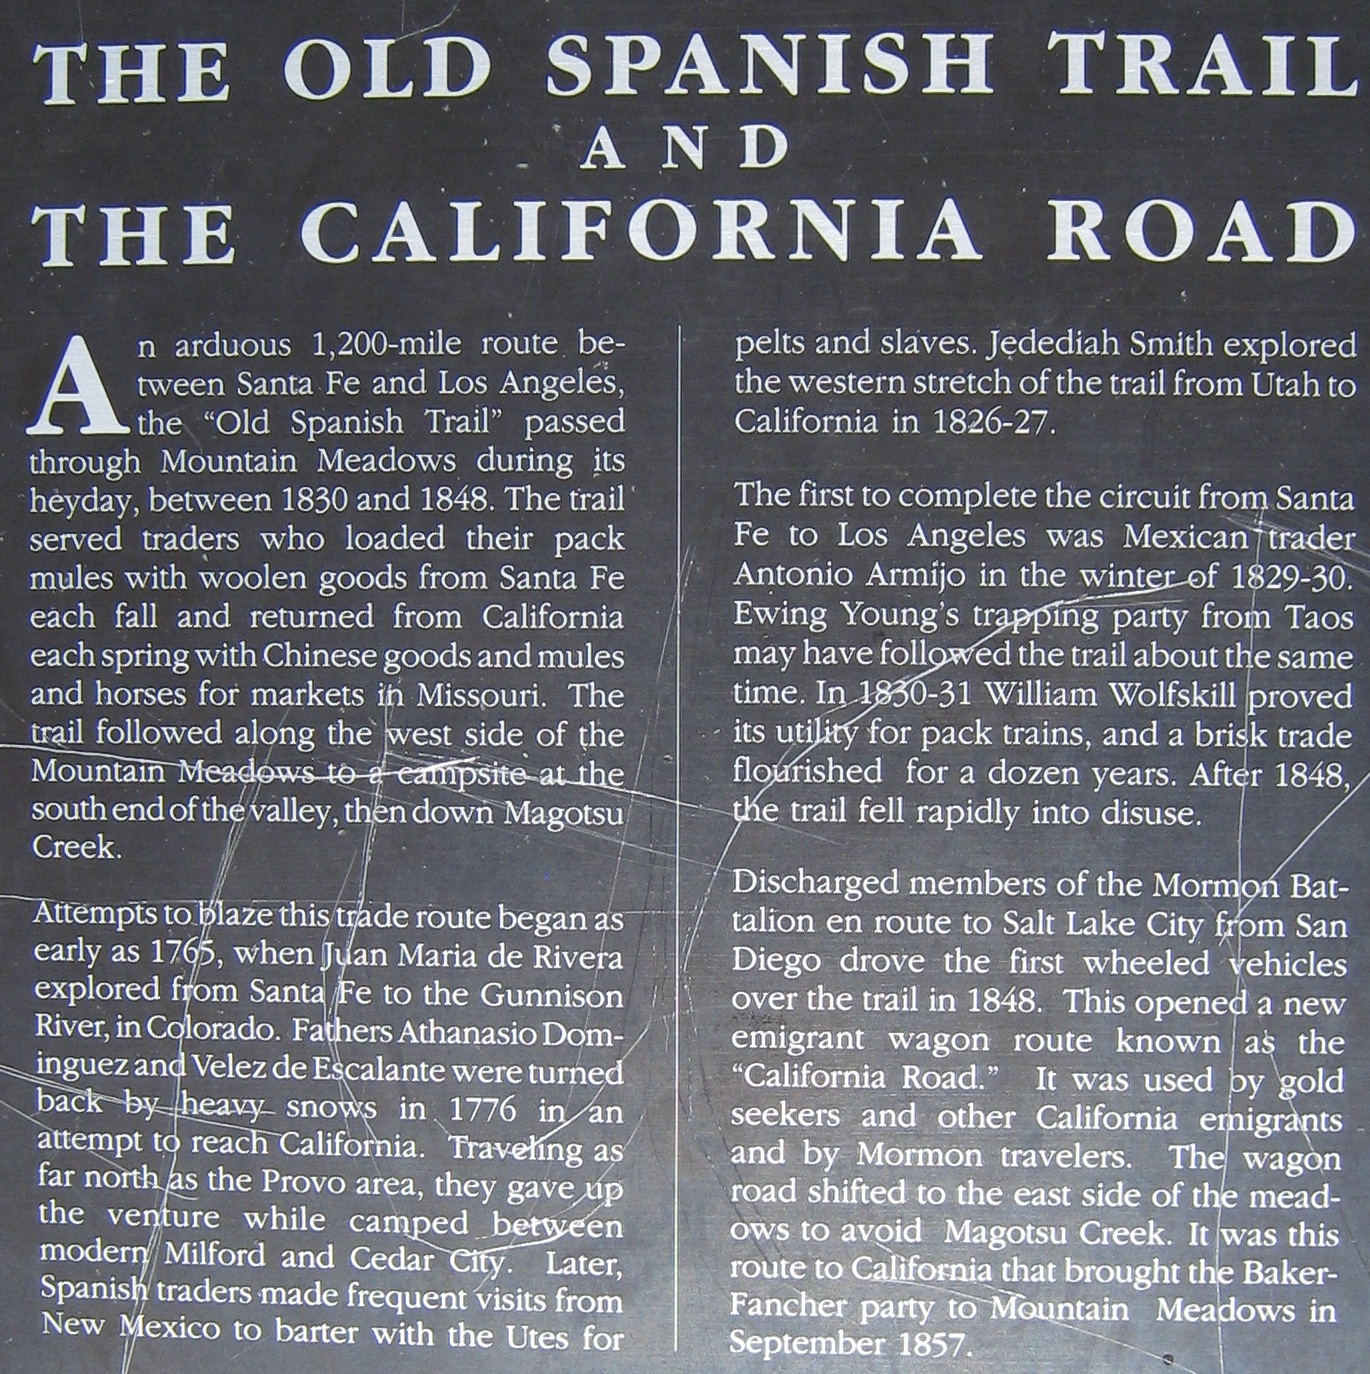 THE OLD SPANISH TRAIL
AND
THE CALIFORNIA ROAD
An arduous 1,200-mile route be-
tween Santa Fe and Los Angeles,
the “Old Spanish Trail” passed
through Mountain Meadows during its
heyday, between 1830 and 1848. The trail
served traders who loaded their pack
mules with woolen goods from Santa Fe
each fall and returned from California
each spring with Chinese goods and mules
and horses for markets in Missouri. The
trail followed along the west side of the
Mountain Meadows to a campsite at the
south end of the valley, then down Magotsu
Creek.
Attempts to blaze this trade route began as
early as 1765, when Juan Maria de Rivera
explored from Santa Fe to the Gunnison
River, in Colorado. Fathers Athanasio Dom-
inguez and Velez de Escalante were turned
back by heavy snows in 1776 in an
attempt to reach California. Traveling as
far north as the Provo area, they gave up
the venture while camped between
modern Milford and Cedar City. Later,
Spanish traders made frequent visits from
New Mexico to barter with the Utes for
pelts and slaves. Jedediah Smith explored
the western stretch of the trail from Utah to
California in 1826-27.
The first to complete the circuit from Santa
Fe to Los Angeles was Mexican trader
Antonio Armijo in the winter of 1829-30.
Ewing Young's trapping party from Taos
may have followed the trail about the same
time. In 1830-31 William Wolfskill proved
its utility for pack trains, and a brisk trade
flourished for a dozen years. After 1848,
the trail fell rapidly into disuse.
Discharged members of the Mormon Bat-
talion en route to Salt Lake City from San
Diego drove the first wheeled vehicles
over the trail in 1848. This opened a new
emigrant wagon route known as the
“California Road.” It was used by gold
seekers and other California emigrants
and by Mormon travelers. The wagon
road shifted to the east side of the mead-
ows to avoid Magotsu Creek. It was this
route to California that brought the Baker-
Fancher party to Mountain Meadows in
September 1857.